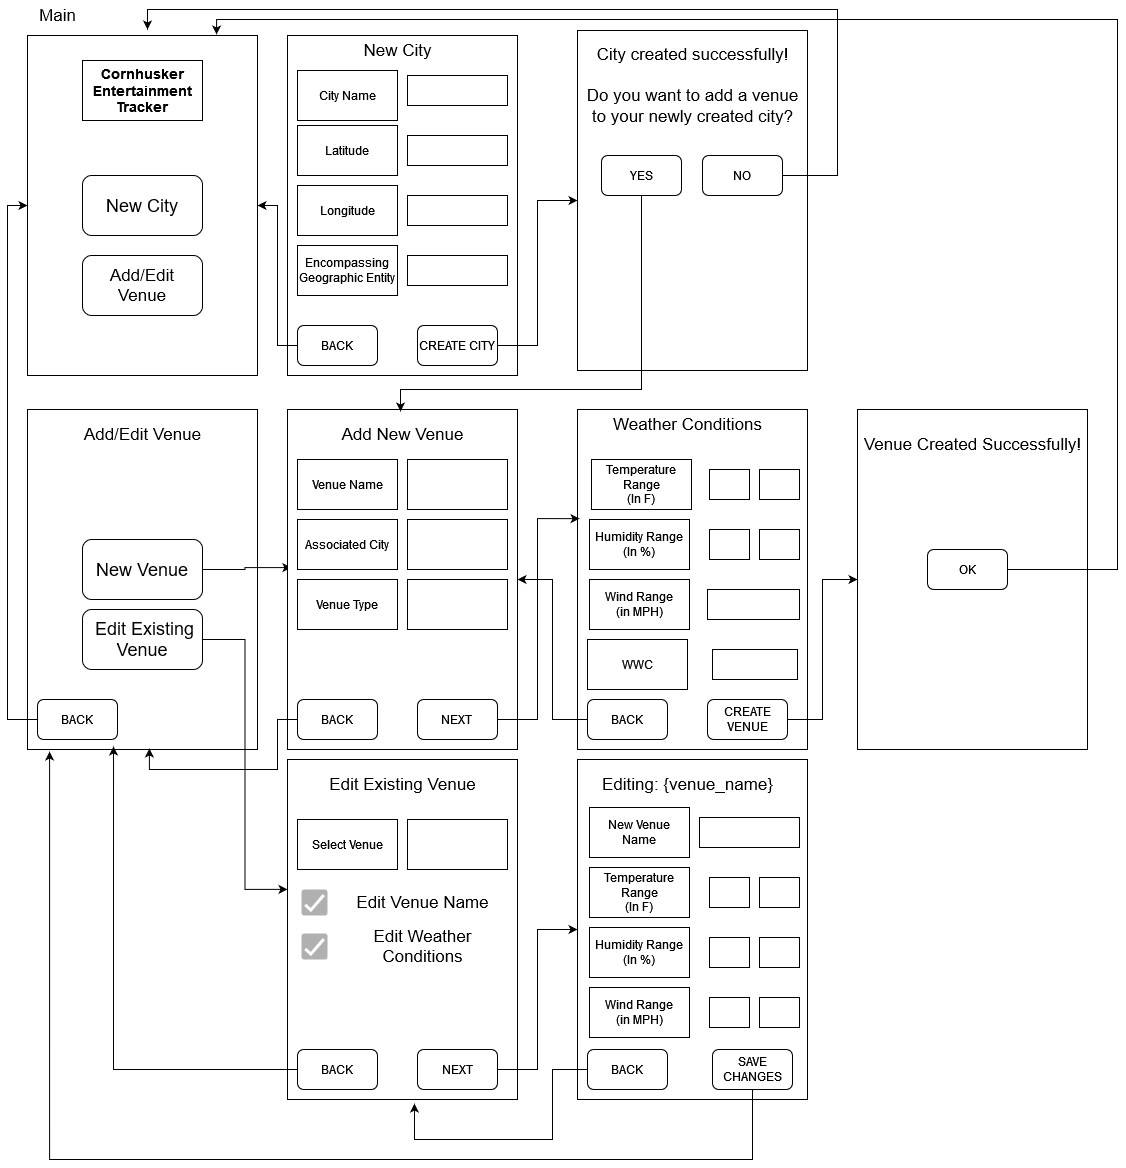 Main
Cornhusker
Entertainment
Tracker
New City
Add/Edit
Venue
New City
City Name
Latitude
Longitude
Encompassing
Geographic Entity
BACK
CREATE CITY
City created successfully!
Do you want to add a venue
to your newly created city?
YES
NO
Add/Edit Venue
New Venue
Edit Existing
Venue
BACK
Add New Venue
Venue Name
Associated City
Venue Type
BACK
NEXT
Weather Conditions
Temperature
Range
(In F)
Humidity Range
(In %)
Wind Range
(in MPH)
WWC
BACK
CREATE
VENUE
Venue Created Successfully!
OK
Edit Existing Venue
Select Venue
Edit Venue Name
Edit Weather
Conditions
BACK
NEXT
Editing: {venue_name}
New Venue
Name
Temperature
Range
(In F)
Humidity Range
(In %)
Wind Range
(in MPH)
BACK
SAVE
CHANGES